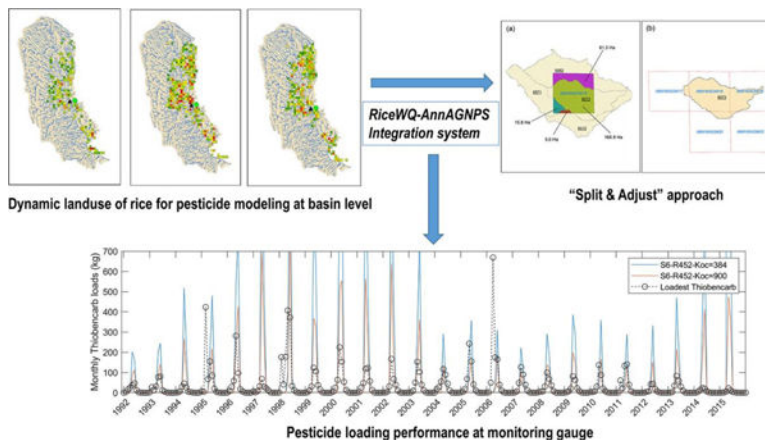 (a)
(b)
61.0 Ha
RiceWQ-AnnAGNPS
Integration system
Dynamic landuse of rice for pesticide modeling at basin level
"Split & Adjust" approach
Monthly Thiobencarb loads (kg)
700
600
500
400
300
200
100
0
S6-R452-Koc=384
S6-R452-Koc=900
Loadest Thiobencarb
1992
1993
1994
1995
1996
1997
1998
1999
2000
2001
2002
2003
2004
2005
2006
2007
2008
2009
2010
2011
2012
2013
2014
2015
Pesticide loading performance at monitoring gauge